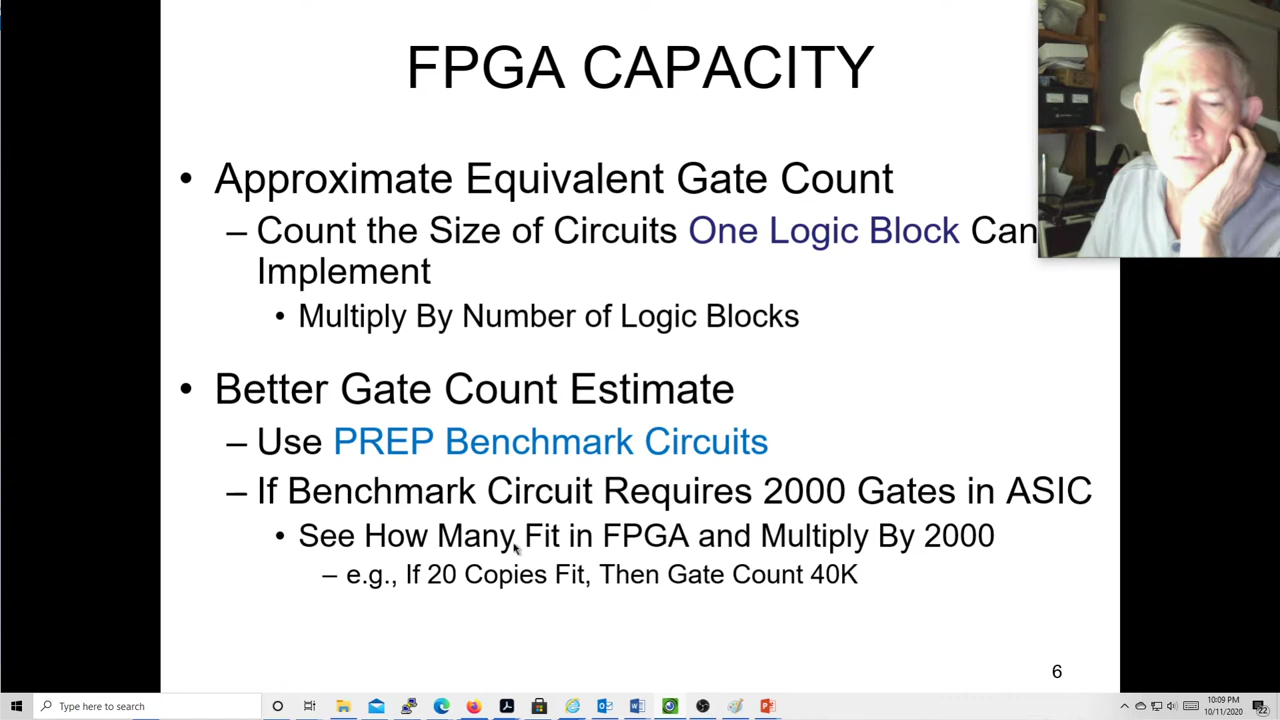 FPGA CAPACITY
• Approximate Equivalent Gate Count
– Count the Size of Circuits One Logic Block Can
Implement
• Multiply By Number of Logic Blocks
• Better Gate Count Estimate
– Use PREP Benchmark Circuits
– If Benchmark Circuit Requires 2000 Gates in ASIC
• See How Many Fit in FPGA and Multiply By 2000
– e.g., If 20 Copies Fit, Then Gate Count 40K
6
Type here to search
10:09 PM
10/11/2020
22